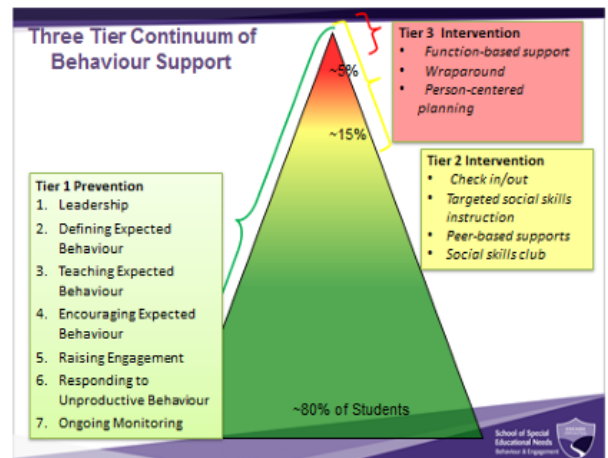 Three Tier Continuum of
Behaviour Support
Tier 3 Intervention
• Function-based support
• Wraparound
• Person-centered
planning
~5%
~15%
Tier 2 Intervention
• Check in/out
• Targeted social skills
instruction
• Peer-based supports
• Social skills club
Tier 1 Prevention
1. Leadership
2. Defining Expected
Behaviour
3. Teaching Expected
Behaviour
4. Encouraging Expected
Behaviour
5. Raising Engagement
6. Responding to
Unproductive Behaviour
7. Ongoing Monitoring
~80% of Students
School of Special
Educational Needs
Behaviour & Engagement